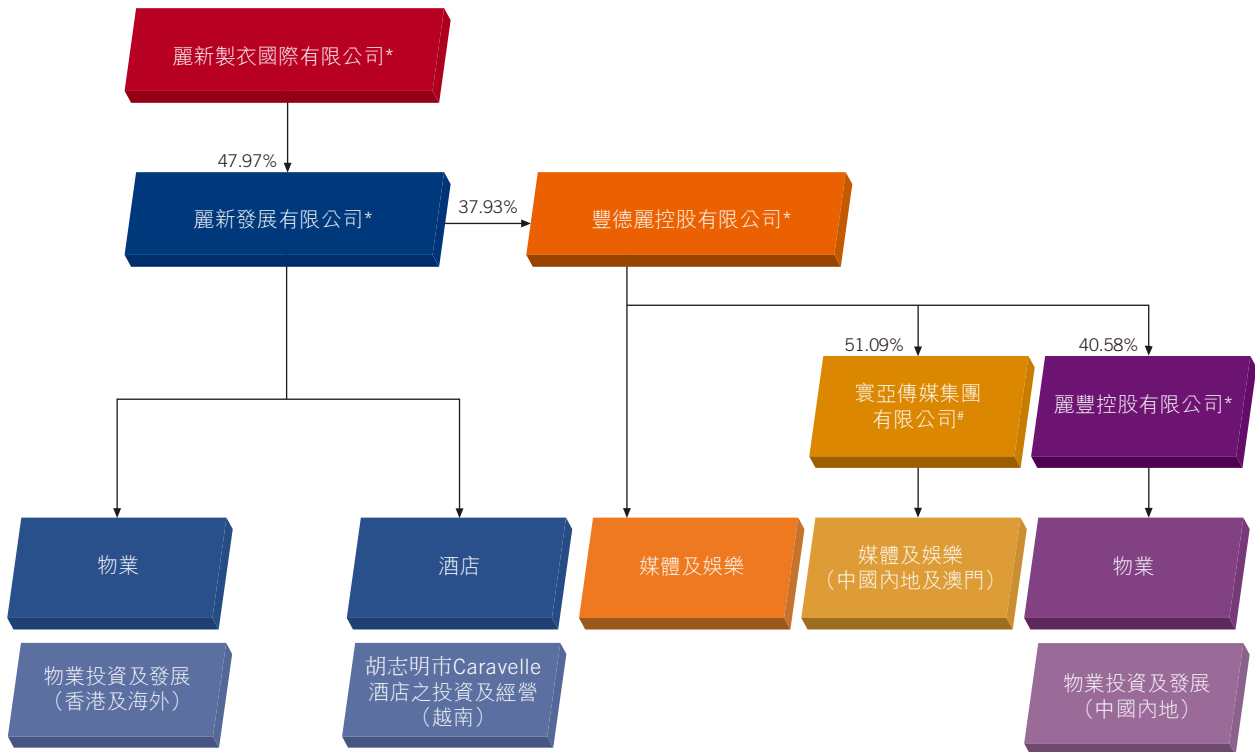 麗新製衣國際有限公司*
47.97%
麗新發展有限公司*
37.93%
豐德麗控股有限公司*
51.09%
40.58%
寰亞傳媒集團
有限公司#
麗豐控股有限公司*
物業
酒店
媒體及娛樂
媒體及娛樂
（中國內地及澳門）
物業
物業投資及發展
（香港及海外）
胡志明市Caravelle
酒店之投資及經營
（越南）
物業投資及發展
（中國內地）